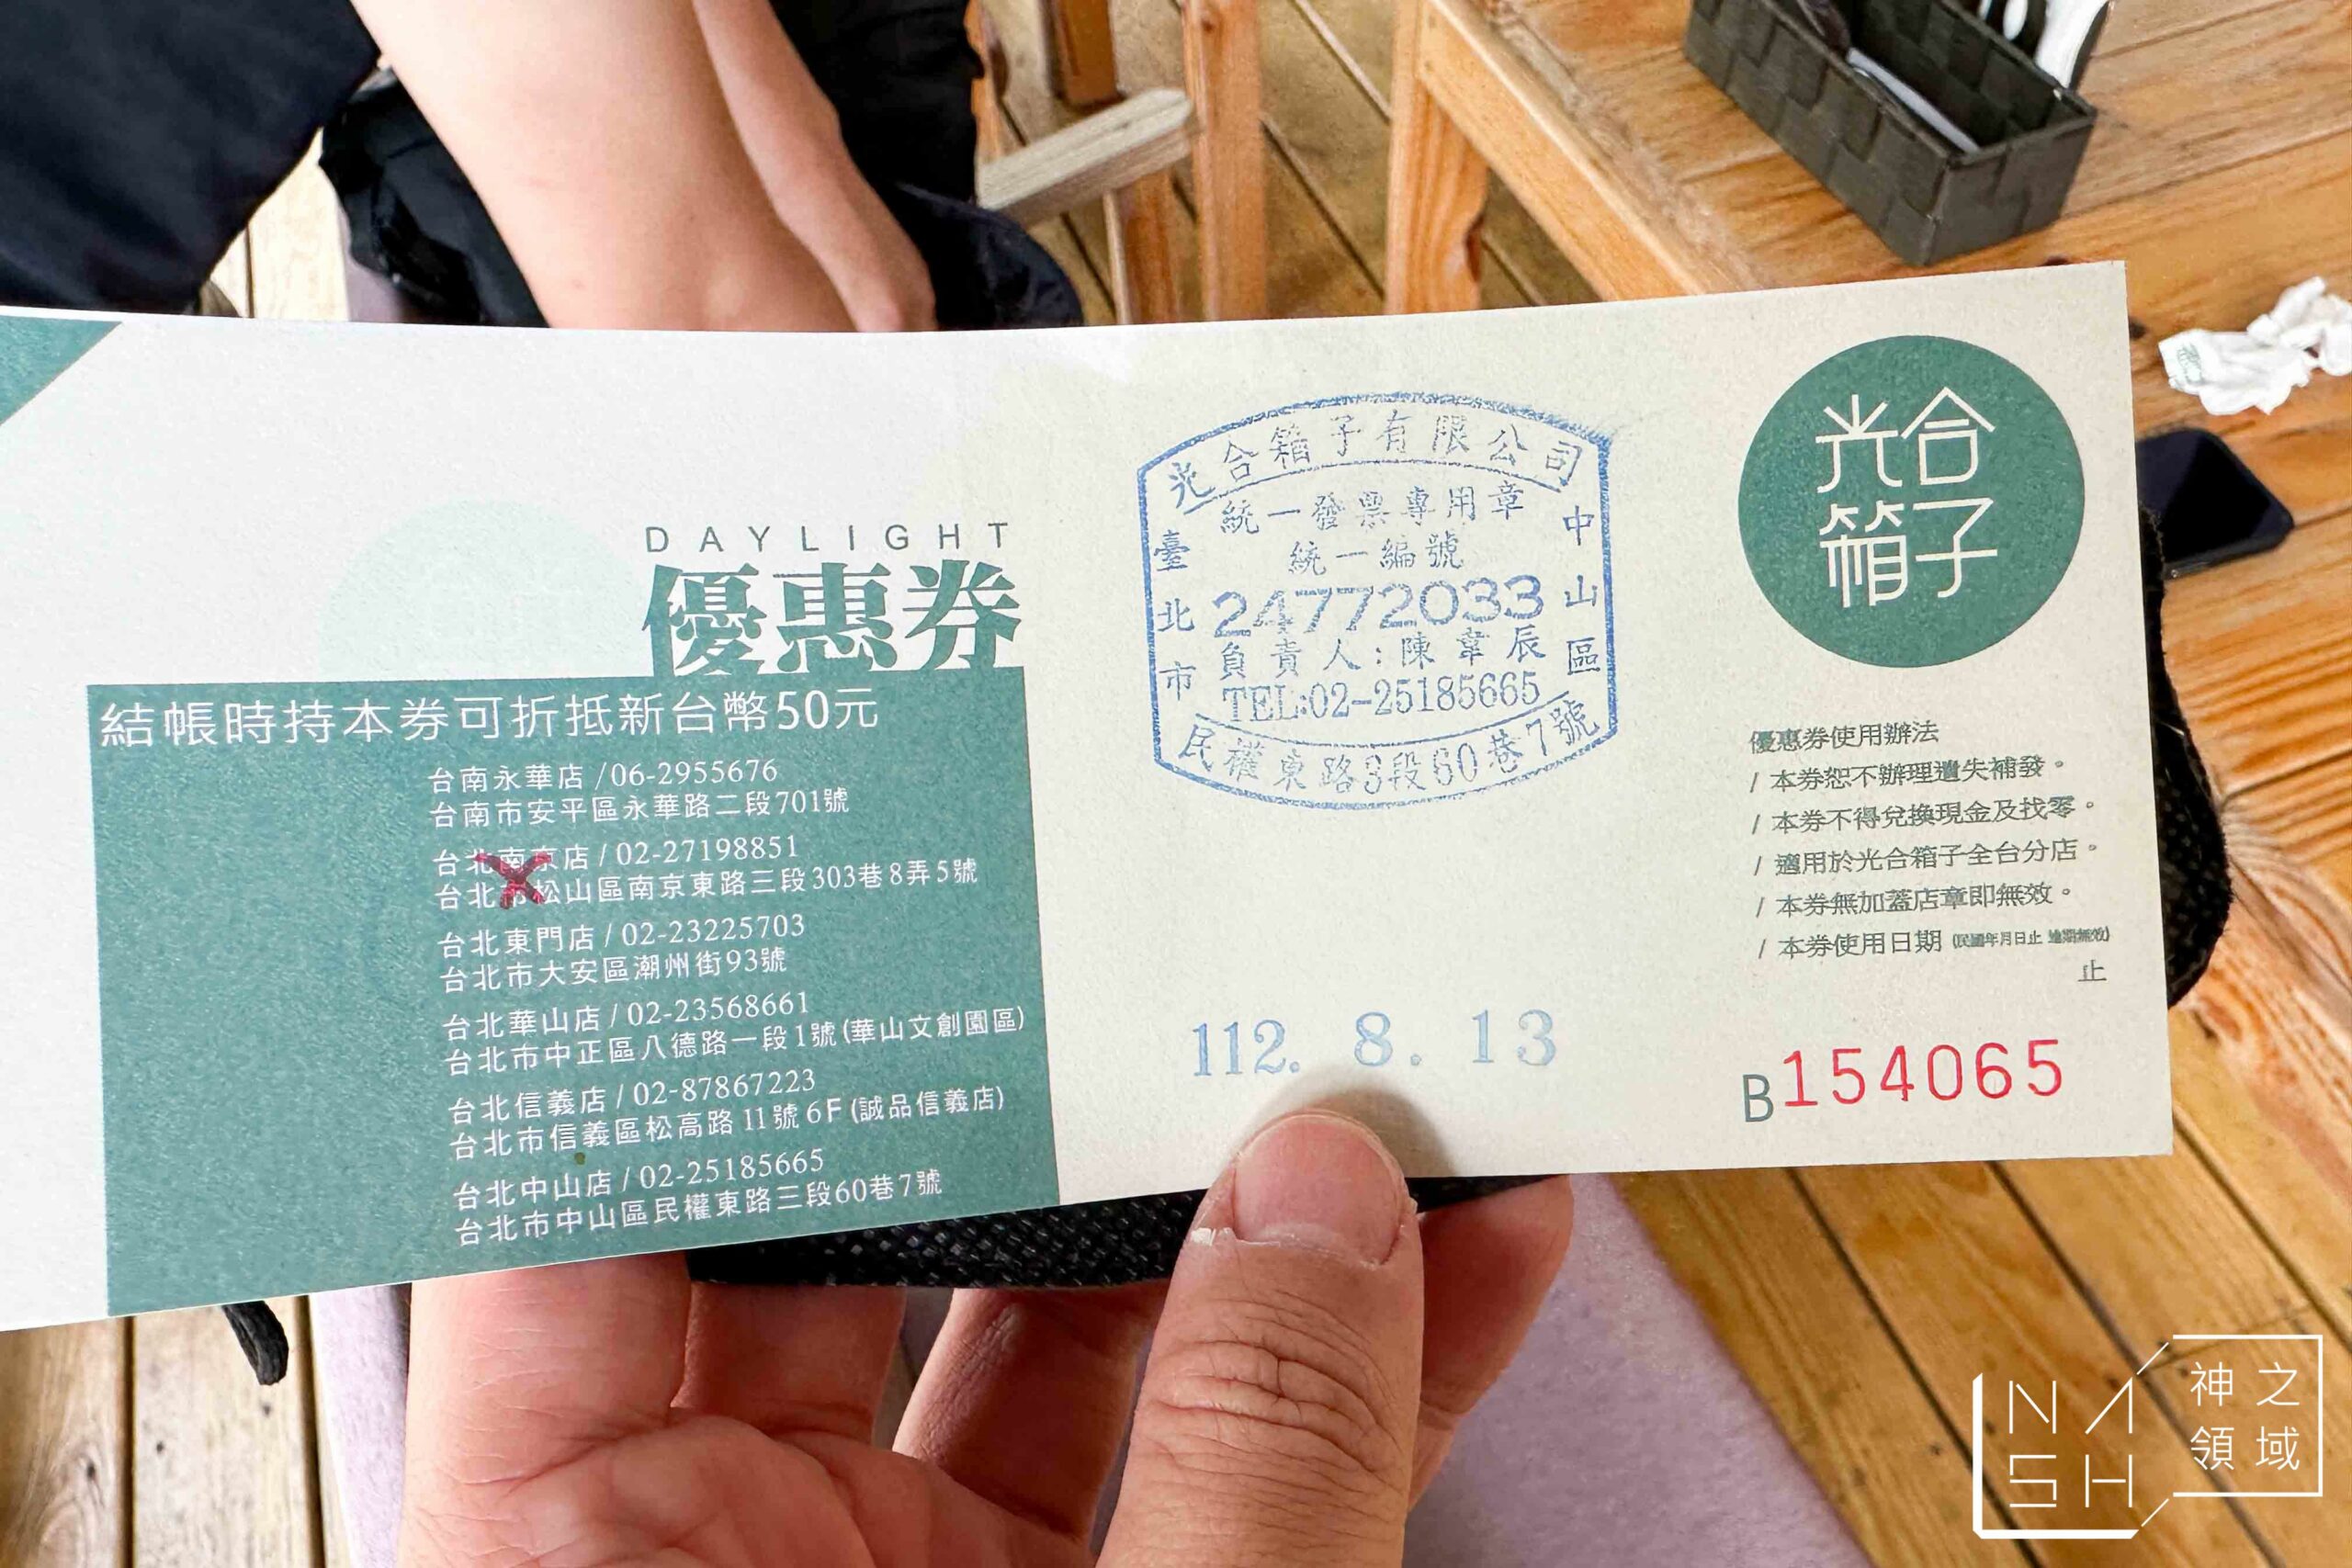 DAYLIGHT
優惠券
結帳時持本券可折抵新台幣50元
台南永華店 / 06-2955676
台南市安平區永華路二段701號
台北南京店 / 02-27198851
台北市松山區南京東路三段303巷8弄5號
台北東門店 / 02-23225703
台北市大安區潮州街93號
台北華山店 / 02-23568661
台北市中正區八德路一段1號(華山文創園區)
台北信義店 / 02-87867223
台北市信義區松高路11號6F(誠品信義店)
台北中山店 / 02-25185665
台北市中山區民權東路三段60巷7號
光合箱子有限公司
統一發票專用章
統一編號
24772033
負責人:陳韋辰
TEL:02-25185665
臺北市
中山區
民權東路3段60巷7號
112. 8. 13
光合
箱子
優惠券使用辦法
/ 本券恕不辦理遺失補發。
/ 本券不得兌換現金及找零。
/ 適用於光合箱子全台分店。
/ 本券無加蓋店章即無效。
/ 本券使用日期 (民國年月日止 逾期無效)
止
B154065
NASH
神之
領域